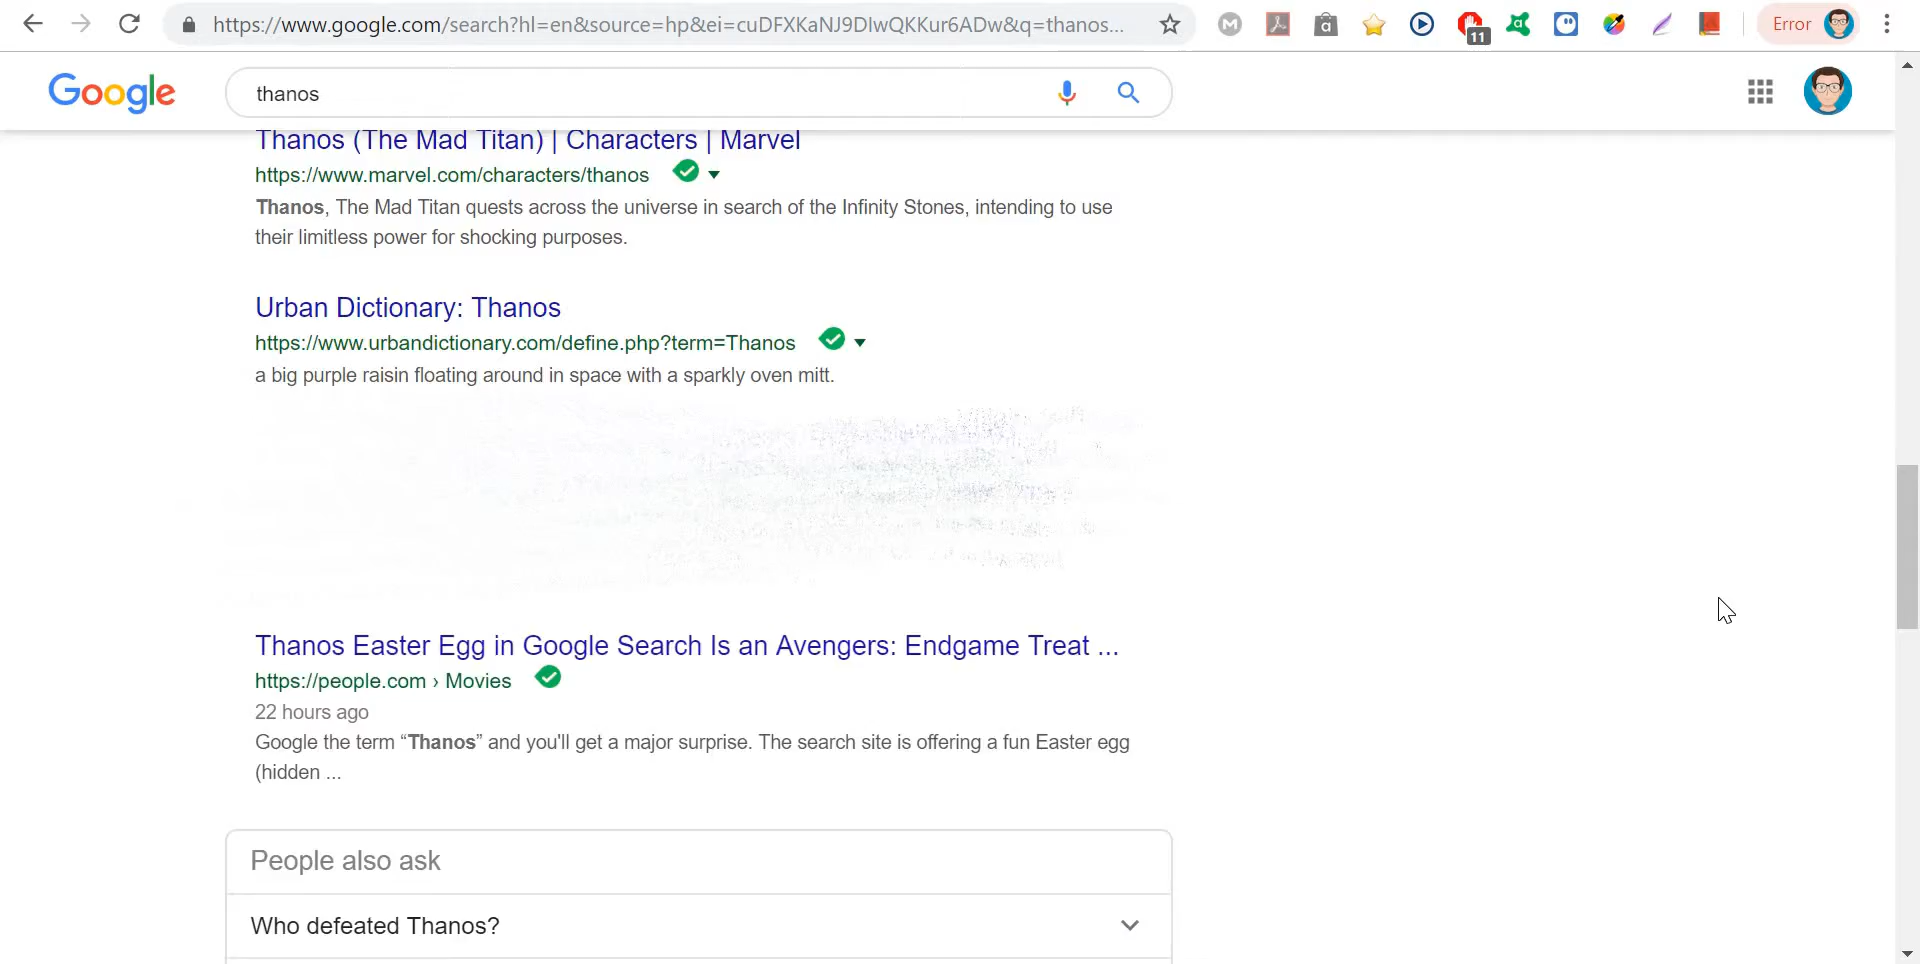 https://www.google.com/search?hl=en&source=hp&ei=cuDFXKaNJ9DIwQKKur6ADw&q=thanos...
11
Error
Google
thanos
Thanos (The Mad Titan) | Characters | Marvel
https://www.marvel.com/characters/thanos
Thanos, The Mad Titan quests across the universe in search of the Infinity Stones, intending to use
their limitless power for shocking purposes.
Urban Dictionary: Thanos
https://www.urbandictionary.com/define.php?term=Thanos
a big purple raisin floating around in space with a sparkly oven mitt.
Thanos Easter Egg in Google Search Is an Avengers: Endgame Treat ...
https://people.com › Movies
22 hours ago
Google the term “Thanos” and you'll get a major surprise. The search site is offering a fun Easter egg
(hidden ...
People also ask
Who defeated Thanos?